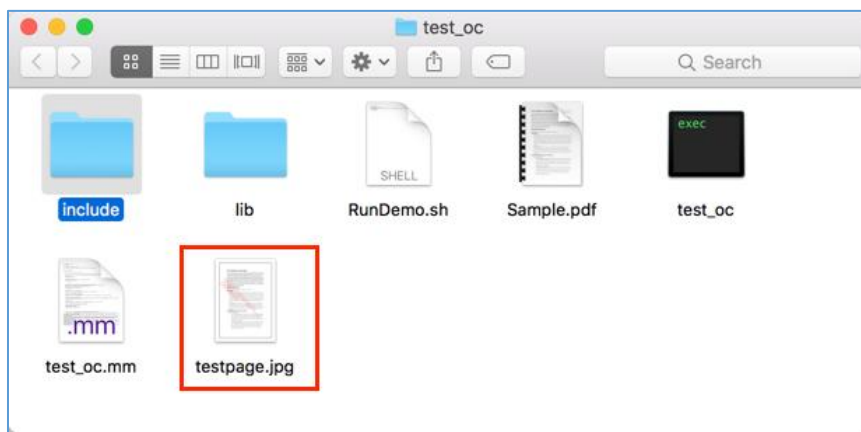 test_oc
Search
SHELL
exec
include
lib
RunDemo.sh
Sample.pdf
test_oc
.mm
test_oc.mm
testpage.jpg